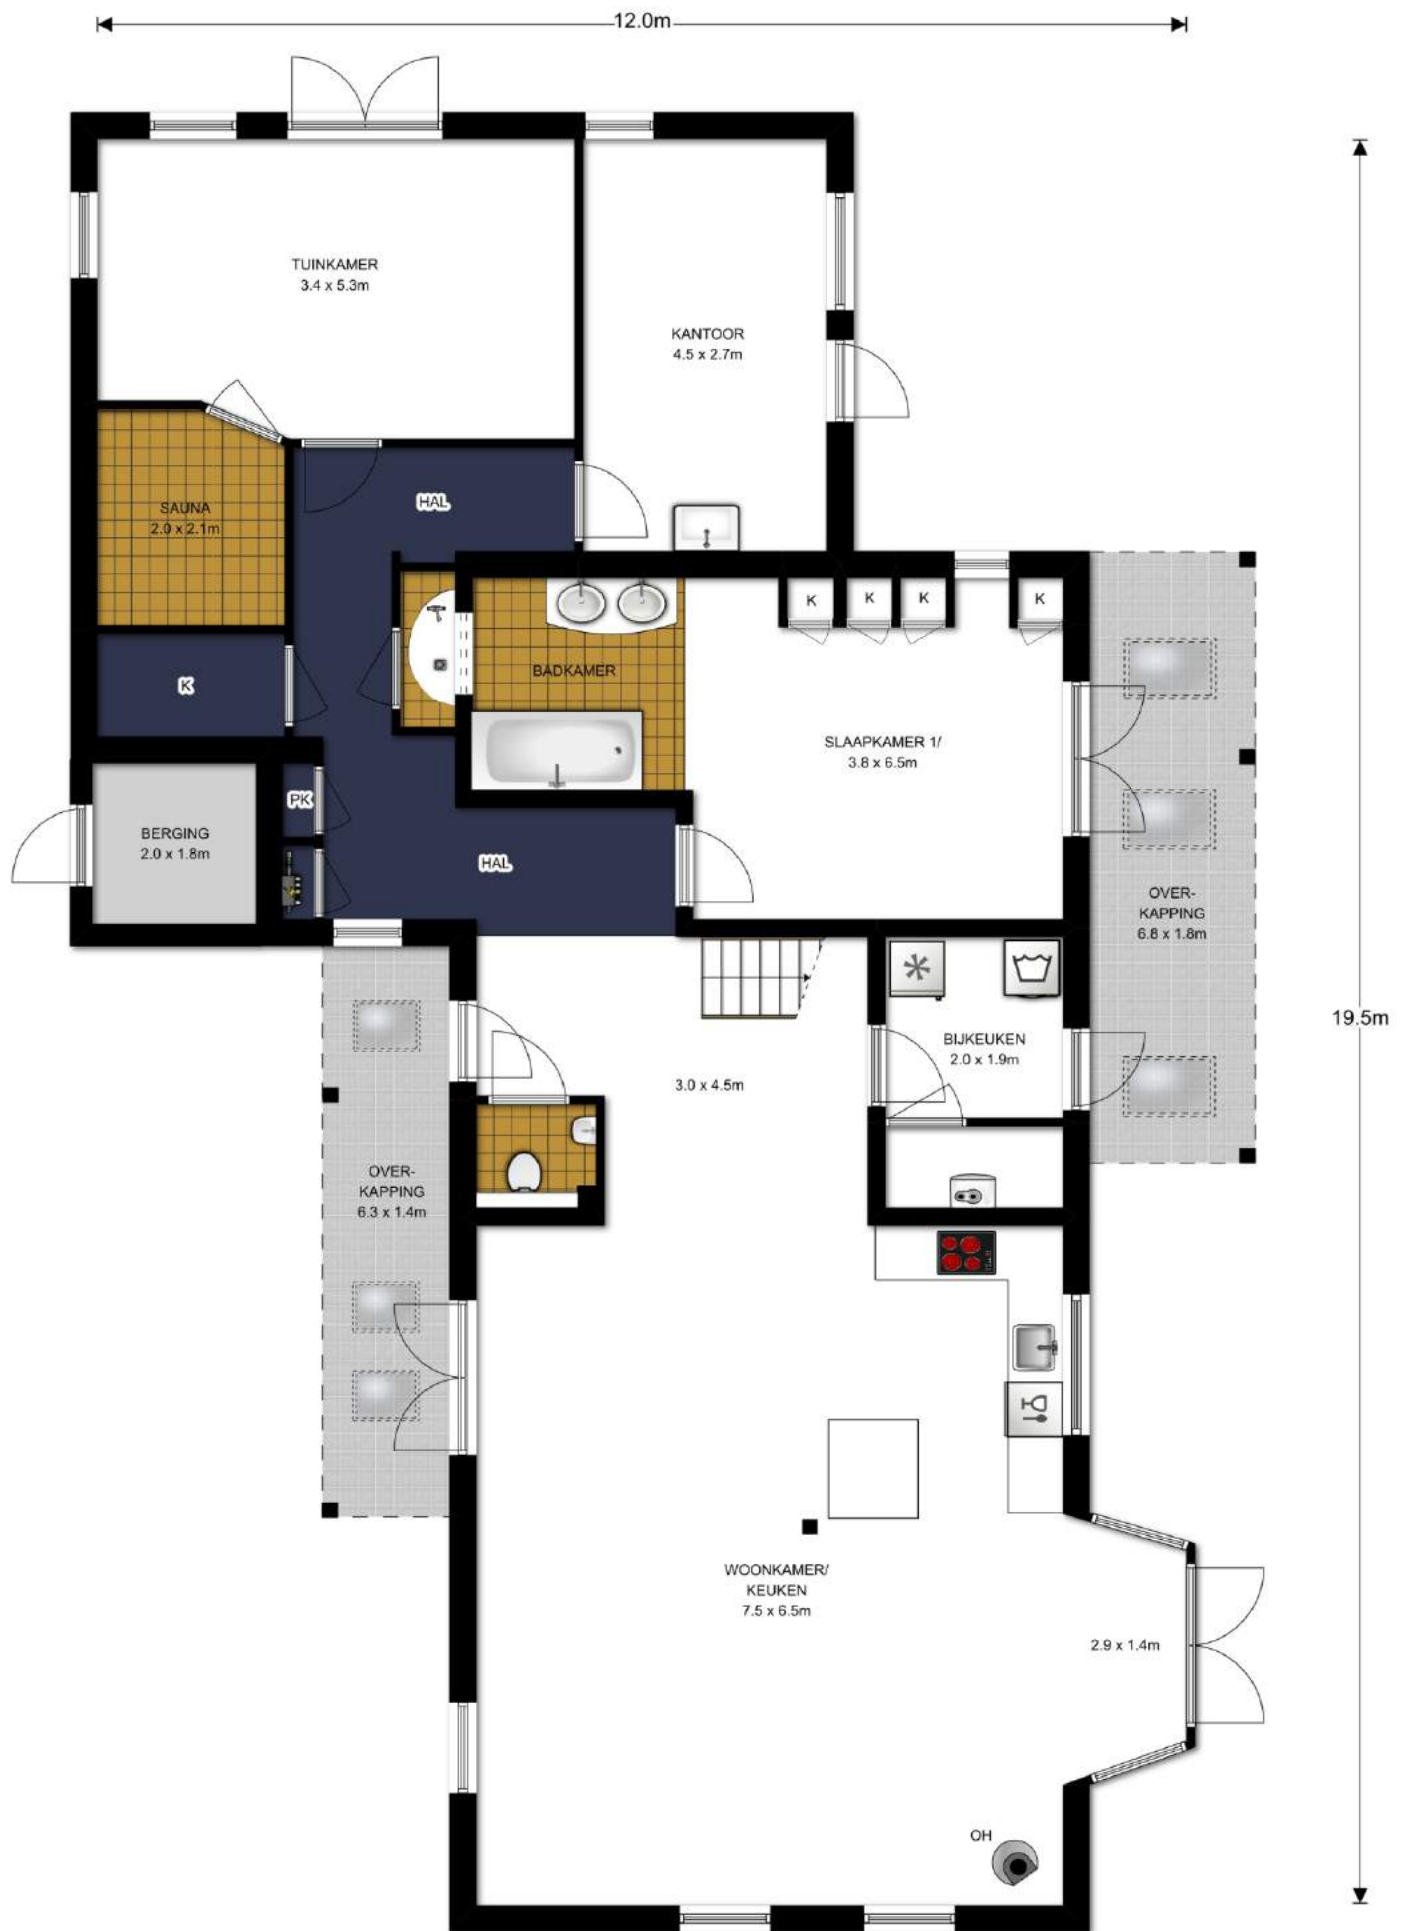 12.0m
TUINKAMER
3.4 x 5.3m
KANTOOR
4.5 x 2.7m
SAUNA
2.0 x 2.1m
HAL
K
K
K
K
K
BADKAMER
SLAAPKAMER 1/
3.8 x 6.5m
PK
BERGING
2.0 x 1.8m
HAL
OVER-
KAPPING
6.8 x 1.8m
19.5m
BIJKEUKEN
2.0 x 1.9m
3.0 x 4.5m
OVER-
KAPPING
6.3 x 1.4m
WOONKAMER/
KEUKEN
7.5 x 6.5m
2.9 x 1.4m
OH